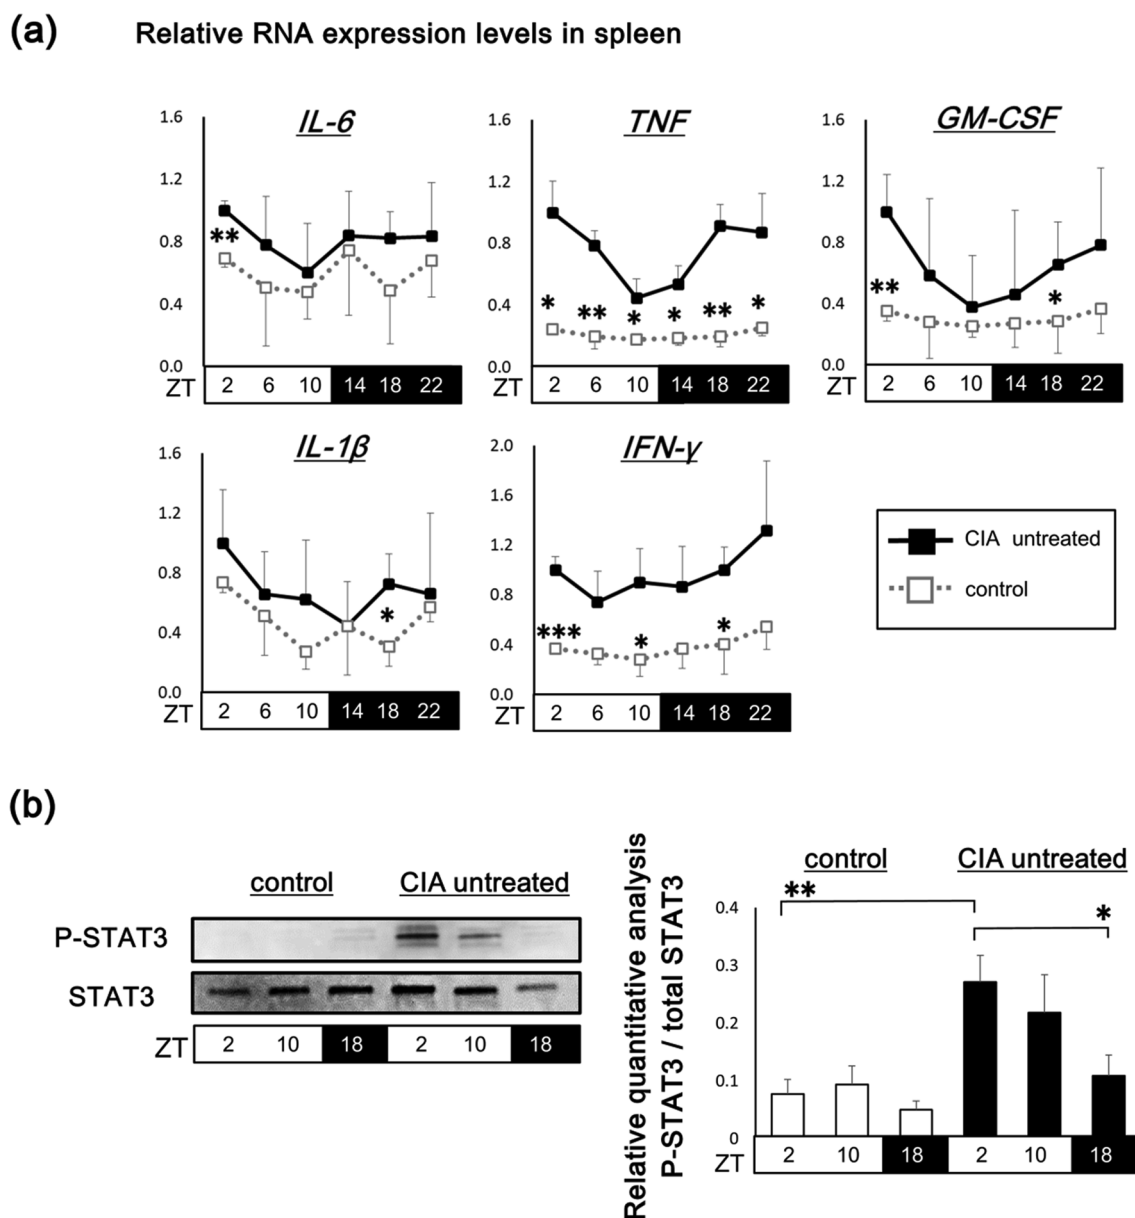 (a) Relative RNA expression levels in spleen
IL-6
1.6
1.2
0.8
0.4
0.0
**
ZT 2 6 10 14 18 22
TNF
1.6
1.2
0.8
0.4
0.0
* ** * * ** *
ZT 2 6 10 14 18 22
GM-CSF
1.6
1.2
0.8
0.4
0.0
** *
ZT 2 6 10 14 18 22
IL-1β
1.6
1.2
0.8
0.4
0.0
*
ZT 2 6 10 14 18 22
IFN-γ
2.0
1.6
1.2
0.8
0.4
0.0
*** * *
ZT 2 6 10 14 18 22
CIA untreated
control
(b)
control CIA untreated
P-STAT3
STAT3
ZT 2 10 18 2 10 18
Relative quantitative analysis
P-STAT3 / total STAT3
control CIA untreated
** *
0.4
0.3
0.2
0.1
0
ZT 2 10 18 2 10 18